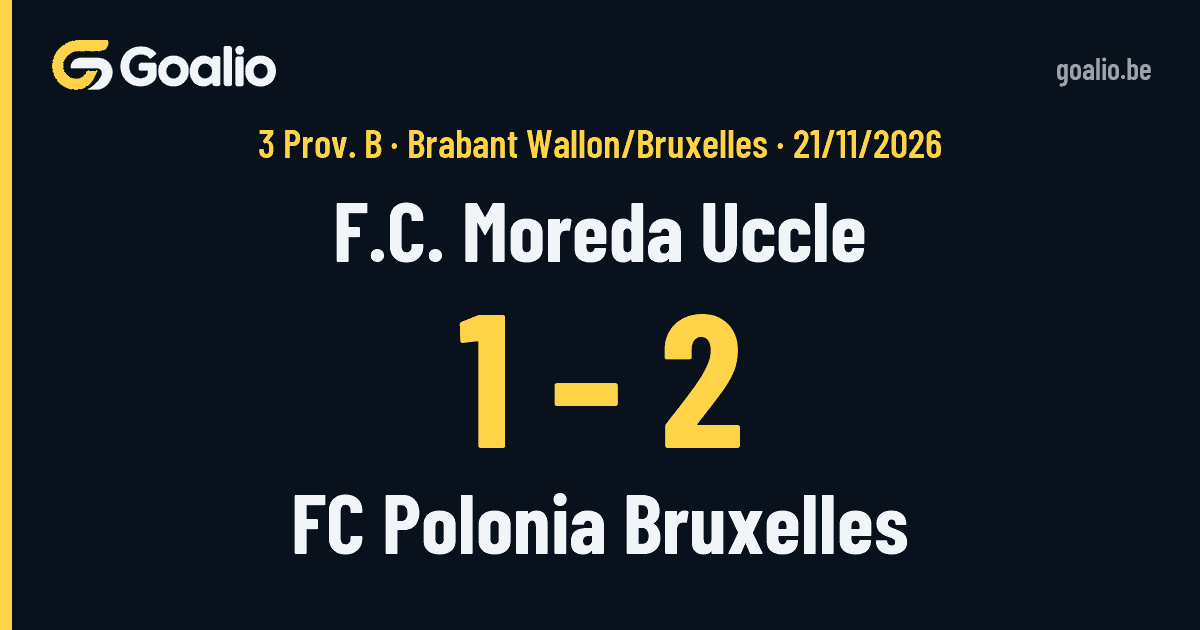 Goalio
goalio.be
3 Prov. B · Brabant Wallon/Bruxelles · 21/11/2026
F.C. Moreda Uccle
1 – 2
FC Polonia Bruxelles